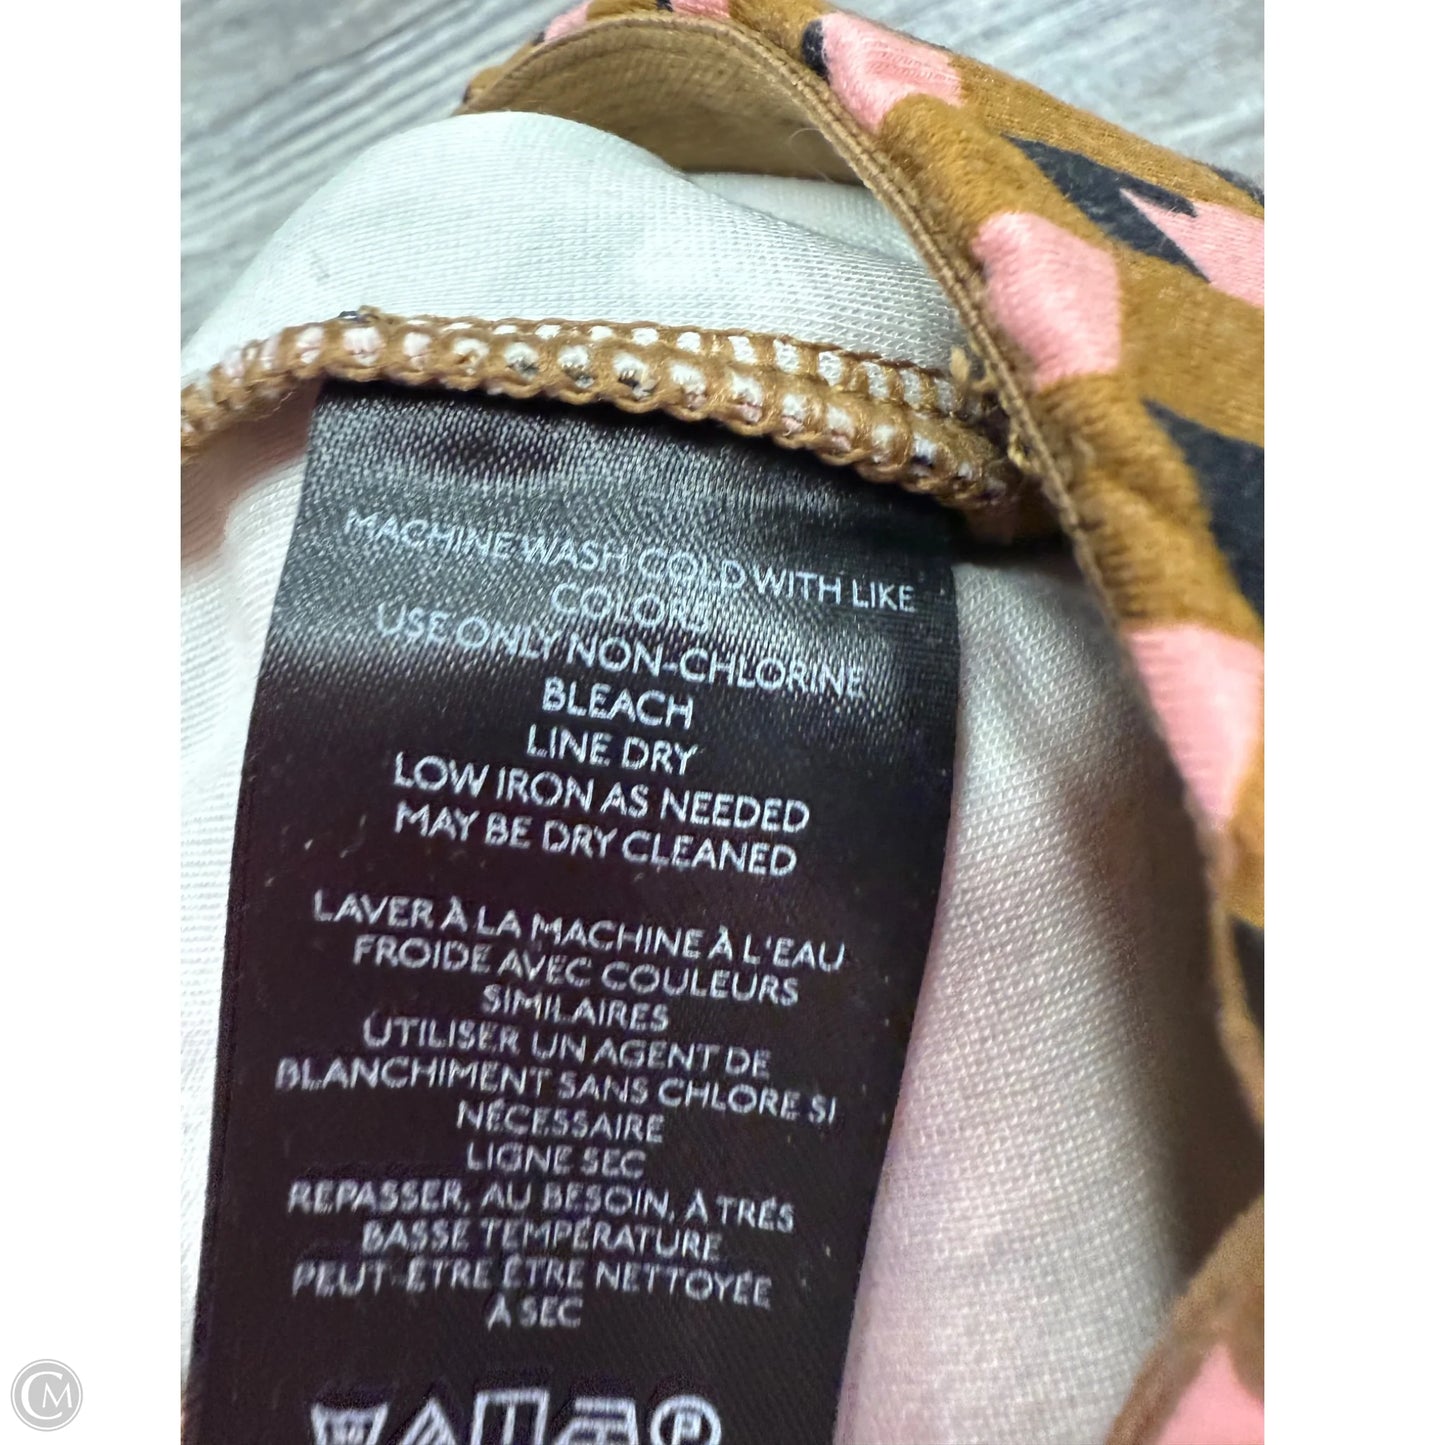 MACHINE WASH COLD WITH LIKE
COLORS
USE ONLY NON-CHLORINE
BLEACH
LINE DRY
LOW IRON AS NEEDED
MAY BE DRY CLEANED
LAVER À LA MACHINE À L'EAU
FROIDE AVEC COULEURS
SIMILAIRES
UTILISER UN AGENT DE
BLANCHIMENT SANS CHLORE SI
NÉCESSAIRE
LIGNE SEC
REPASSER, AU BESOIN, À TRÉS
BASSE TEMPÉRATURE
PEUT-ÊTRE ÊTRE NETTOYÉE
À SEC
P
CM